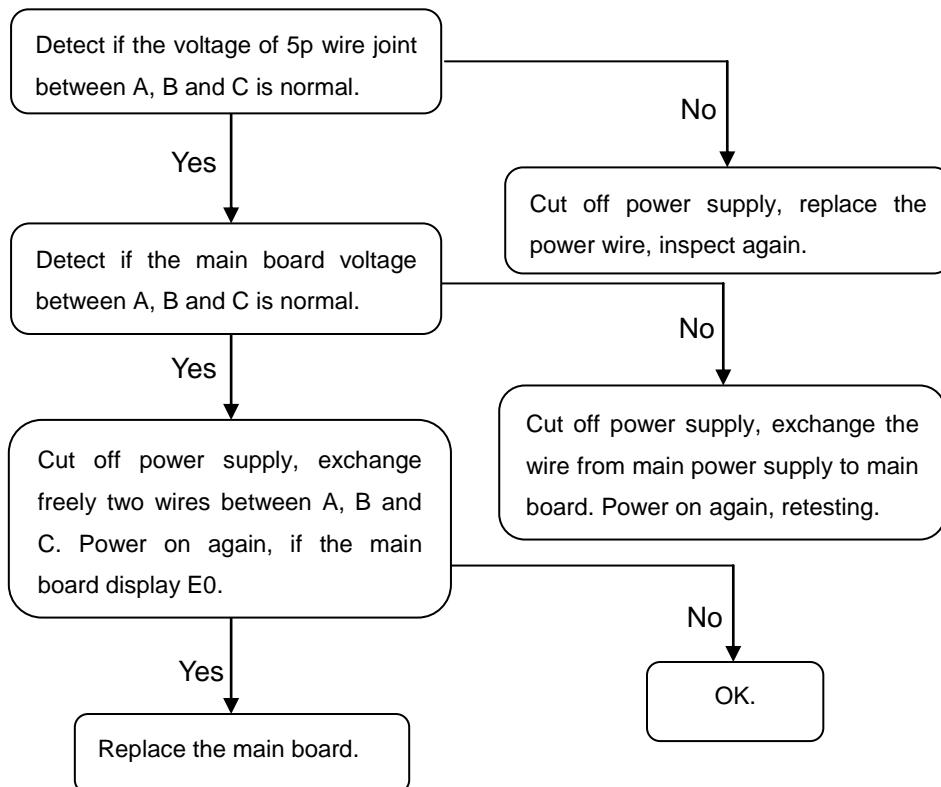 Detect if the voltage of 5p wire joint
between A, B and C is normal.
No
Yes
Cut off power supply, replace the
power wire, inspect again.
Detect if the main board voltage
between A, B and C is normal.
No
Yes
Cut off power supply, exchange the
wire from main power supply to main
board. Power on again, retesting.
Cut off power supply, exchange
freely two wires between A, B and
C. Power on again, if the main
board display E0.
No
Yes
OK.
Replace the main board.